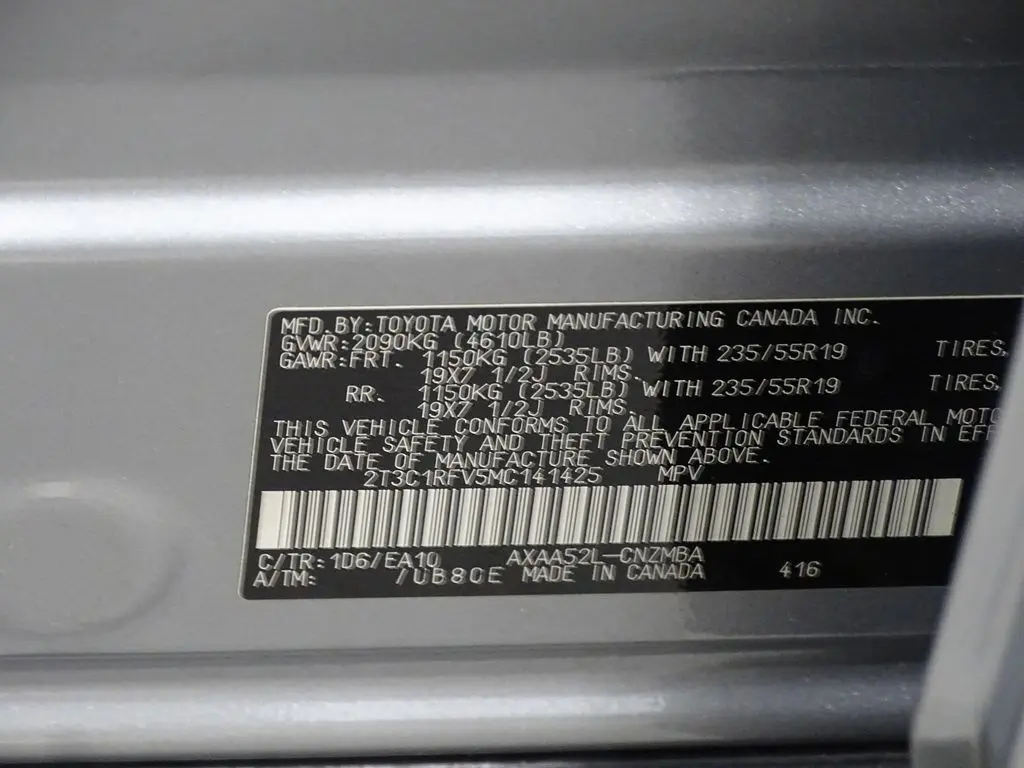 MFD.BY:TOYOTA MOTOR MANUFACTURING CANADA INC.
GVWR:2090KG (4610LB)
GAWR:FRT. 1150KG (2535LB) WITH 235/55R19 TIRES,
19X7 1/2J RIMS.
RR. 1150KG (2535LB) WITH 235/55R19 TIRES,
19X7 1/2J RIMS.
THIS VEHICLE CONFORMS TO ALL APPLICABLE FEDERAL MOTO
VEHICLE SAFETY AND THEFT PREVENTION STANDARDS IN EFF
THE DATE OF MANUFACTURE SHOWN ABOVE.
2T3C1RFV5MC141425 MPV
C/TR:1D6/EA10 AXAA52L-CNZMBA 416
A/TM: /UB80E MADE IN CANADA